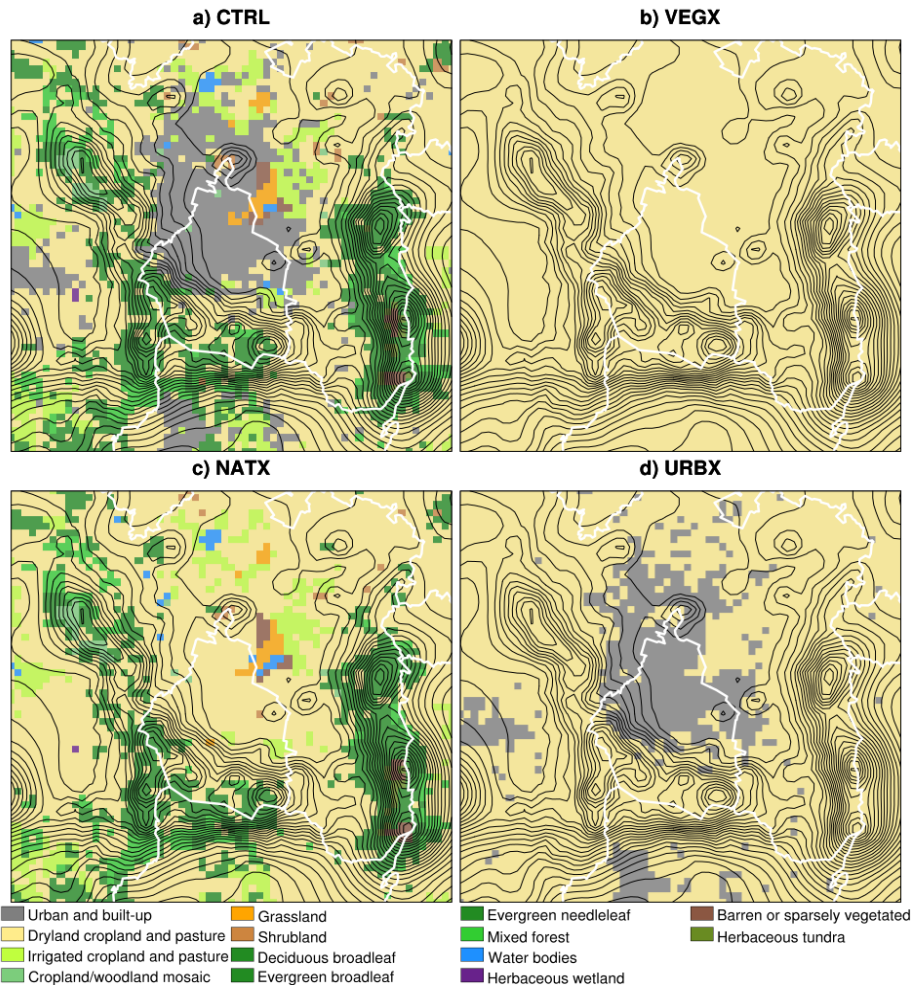 a) CTRL
b) VEGX
c) NATX
d) URBX
Urban and built-up
Dryland cropland and pasture
Irrigated cropland and pasture
Cropland/woodland mosaic
Grassland
Shrubland
Deciduous broadleaf
Evergreen broadleaf
Evergreen needleleaf
Mixed forest
Water bodies
Herbaceous wetland
Barren or sparsely vegetated
Herbaceous tundra